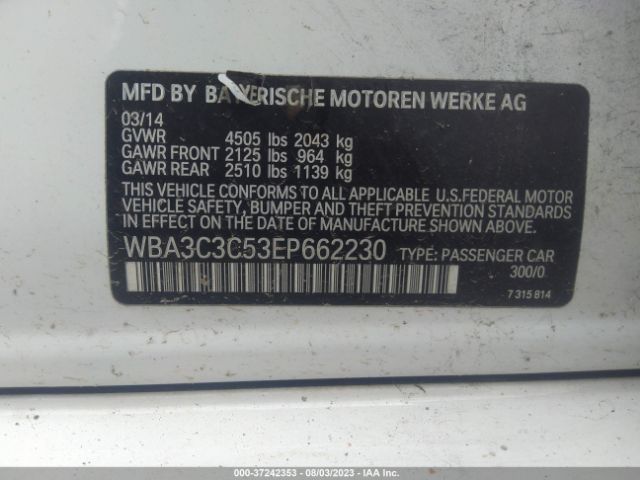 MFD BY BAYERISCHE MOTOREN WERKE AG
03/14
GVWR 4505 lbs 2043 kg
GAWR FRONT 2125 lbs 964 kg
GAWR REAR 2510 lbs 1139 kg
THIS VEHICLE CONFORMS TO ALL APPLICABLE U.S.FEDERAL MOTOR
VEHICLE SAFETY, BUMPER AND THEFT PREVENTION STANDARDS
IN EFFECT ON THE DATE OF MANUFACTURE SHOWN ABOVE.
WBA3C3C53EP662230 TYPE: PASSENGER CAR
300/0
7 315 814
000-37242353 - 08/03/2023 - IAA Inc.